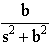 b
s² + b²